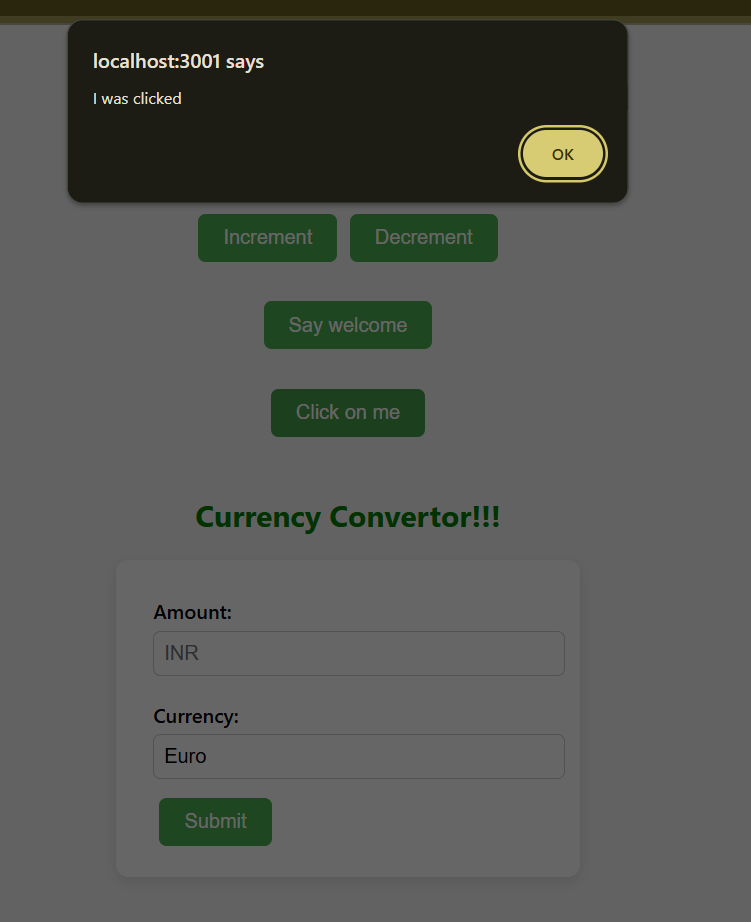 localhost:3001 says
I was clicked
OK
Increment Decrement
Say welcome
Click on me
Currency Convertor!!!
Amount:
INR
Currency:
Euro
Submit